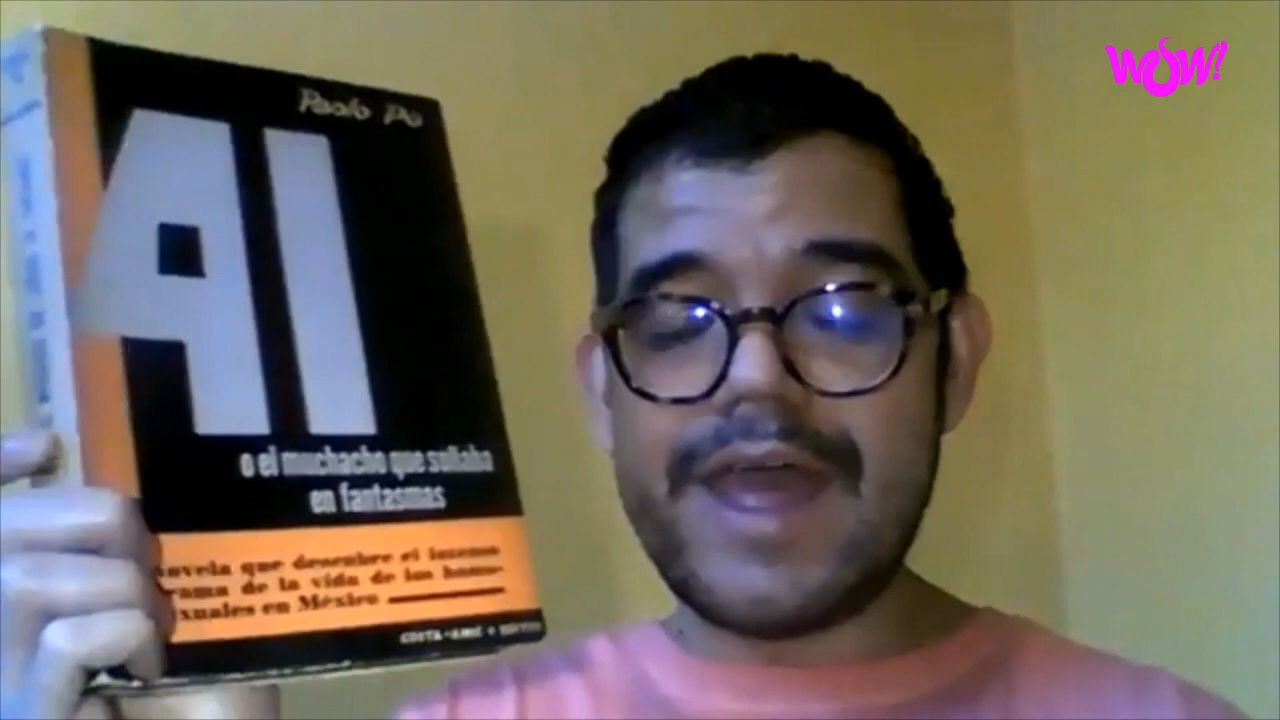 WOW!
Paolo Po
41
o el muchacho que soñaba
en fantasmas
novela que descubre el intenso
rama de la vida de los homo-
xuales en México
COSTA-AMIC • EDITOR